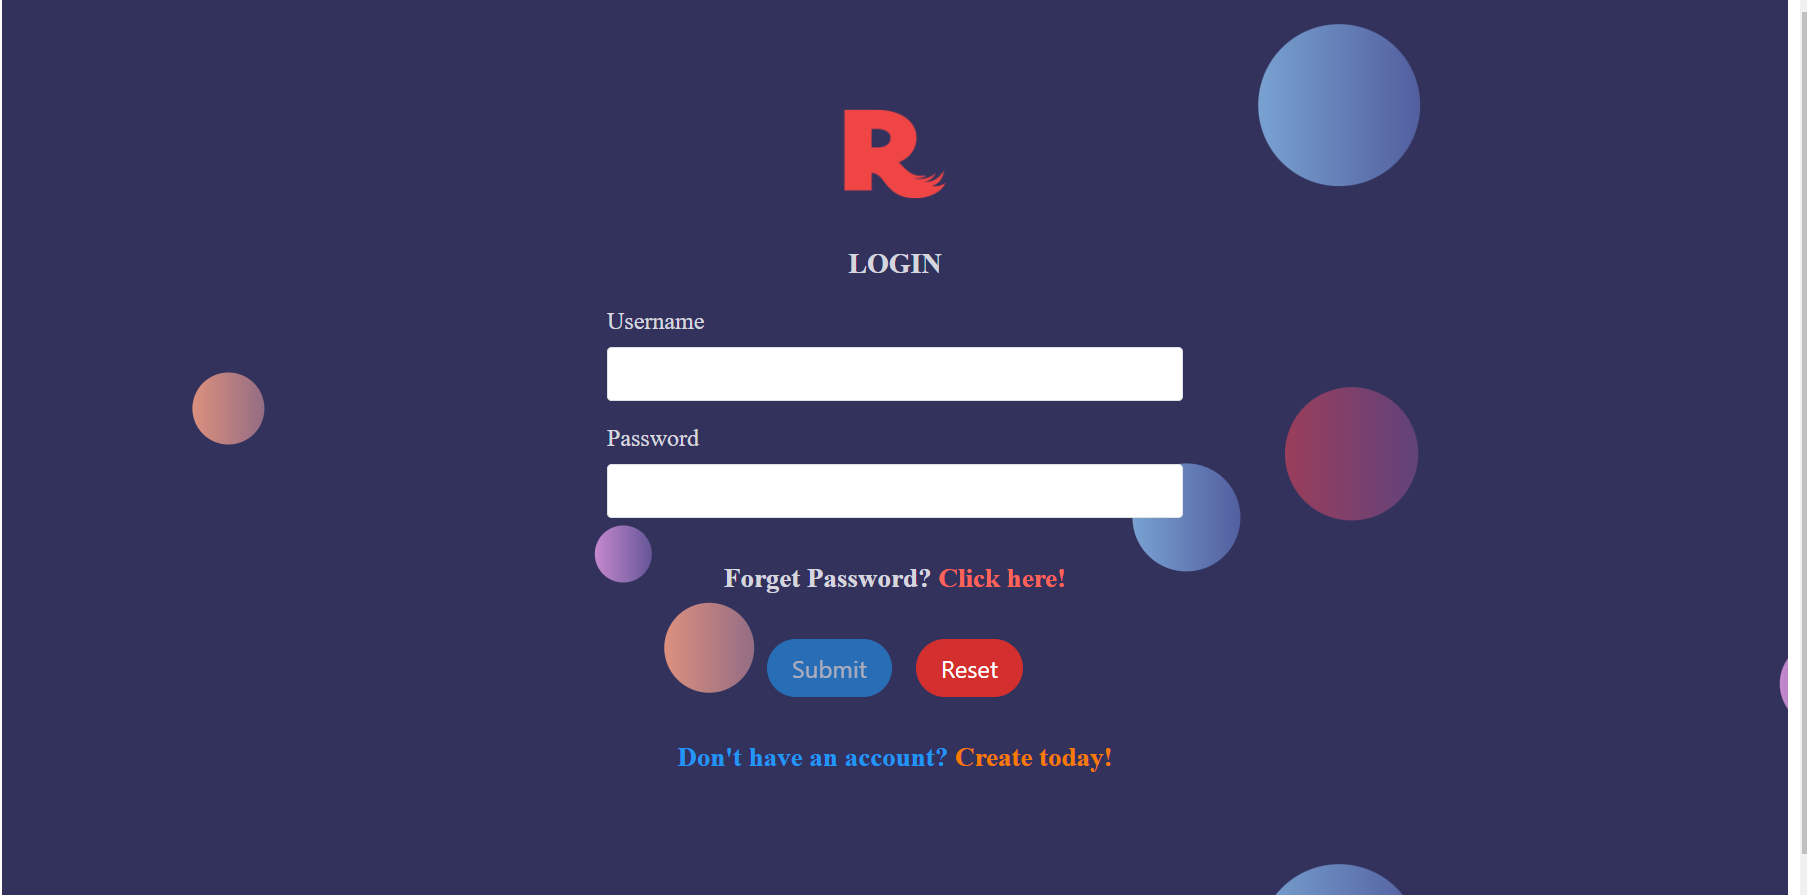 R
LOGIN
Username
Password
Forget Password? Click here!
Submit Reset
Don't have an account? Create today!